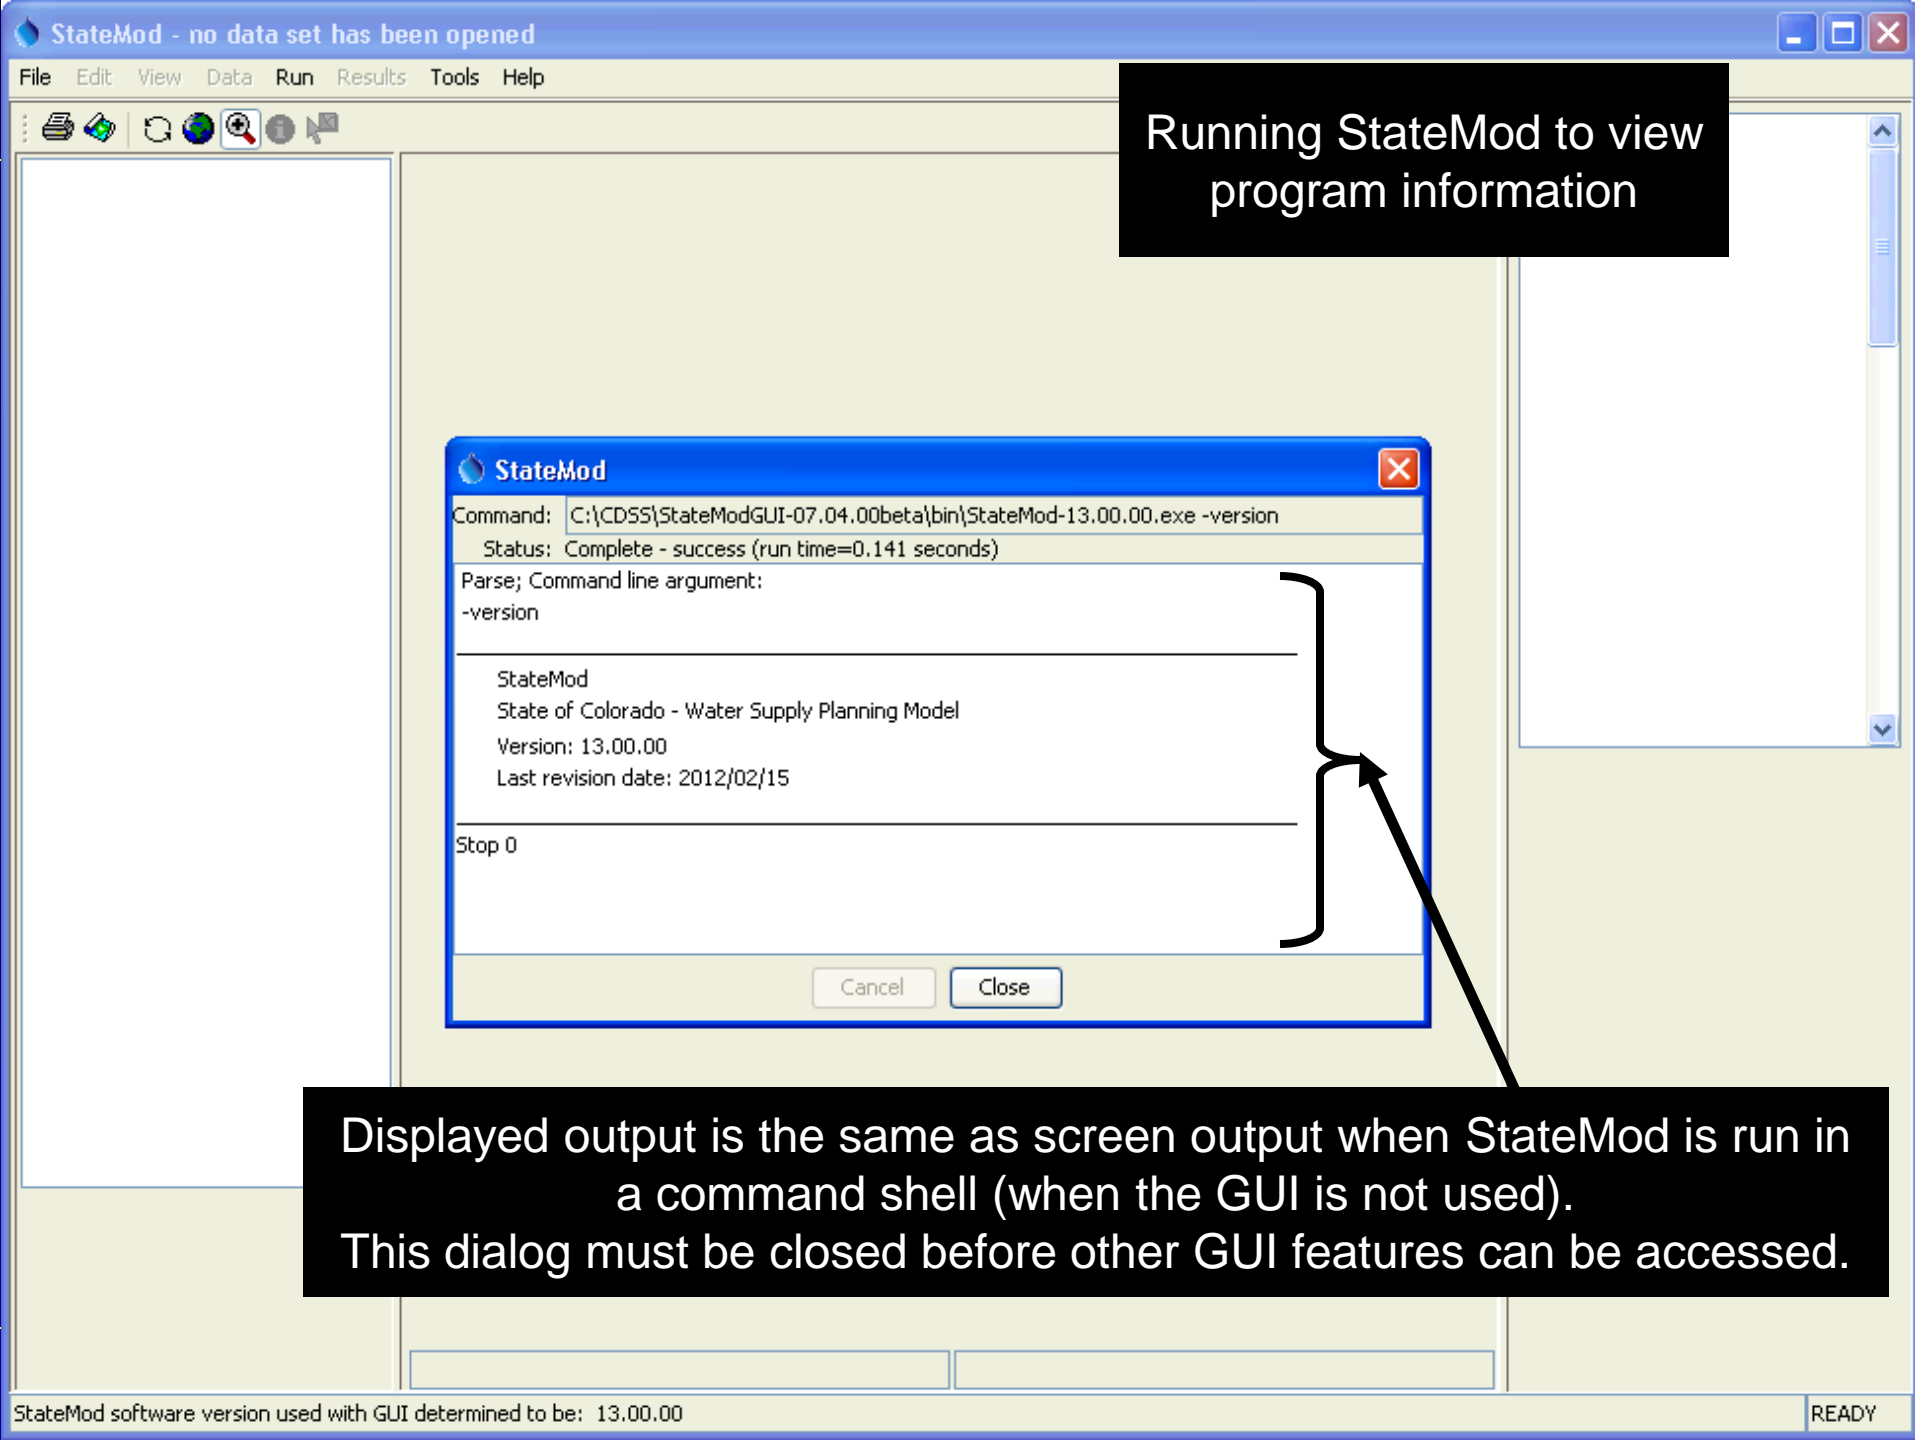 StateMod - no data set has been opened
File Edit View Data Run Results Tools Help
Running StateMod to view
program information
StateMod
Command: C:\CDSS\StateModGUI-07.04.00beta\bin\StateMod-13.00.00.exe -version
Status: Complete - success (run time=0.141 seconds)
Parse; Command line argument:
-version
StateMod
State of Colorado - Water Supply Planning Model
Version: 13.00.00
Last revision date: 2012/02/15
Stop 0
Cancel Close
Displayed output is the same as screen output when StateMod is run in
a command shell (when the GUI is not used).
This dialog must be closed before other GUI features can be accessed.
StateMod software version used with GUI determined to be: 13.00.00 READY